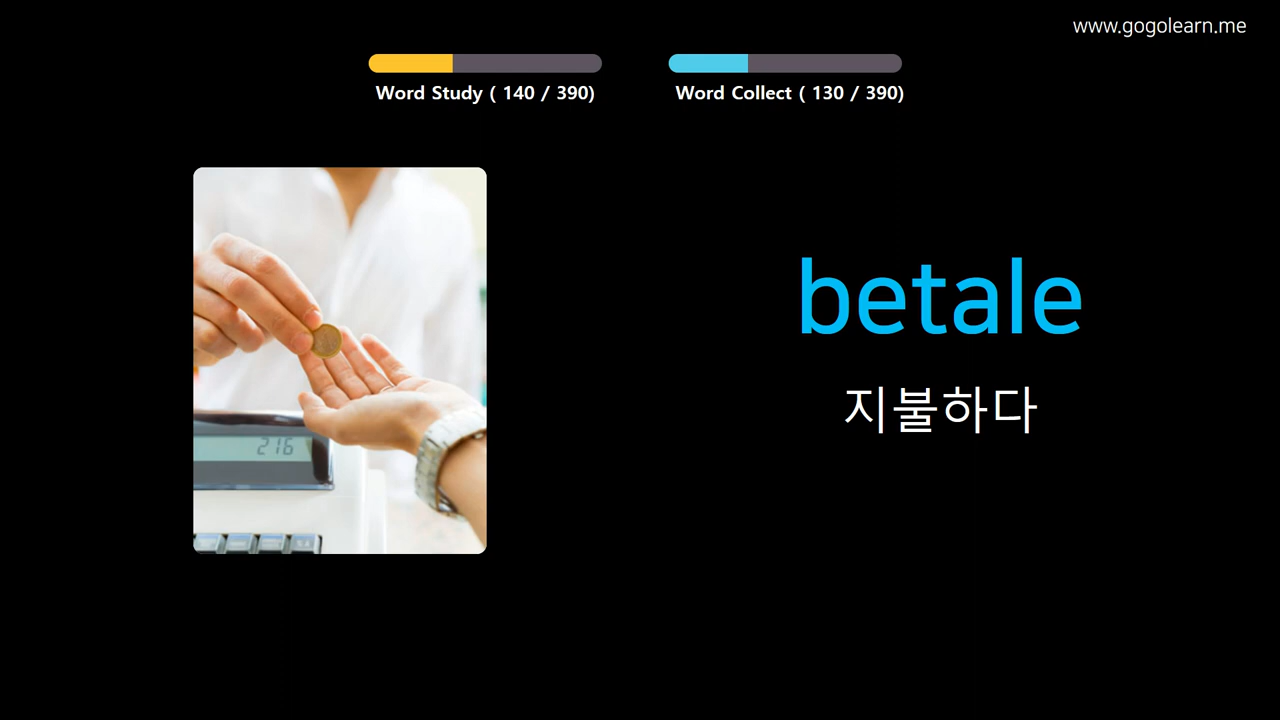 www.gogolearn.me
Word Study ( 140 / 390)
Word Collect ( 130 / 390)
betale
지불하다
216